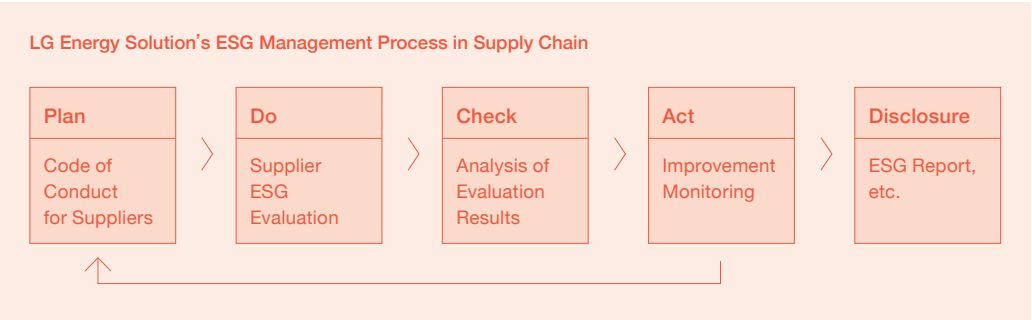 LG Energy Solution’s ESG Management Process in Supply Chain
Plan
Code of
Conduct
for Suppliers
Do
Supplier
ESG
Evaluation
Check
Analysis of
Evaluation
Results
Act
Improvement
Monitoring
Disclosure
ESG Report,
etc.